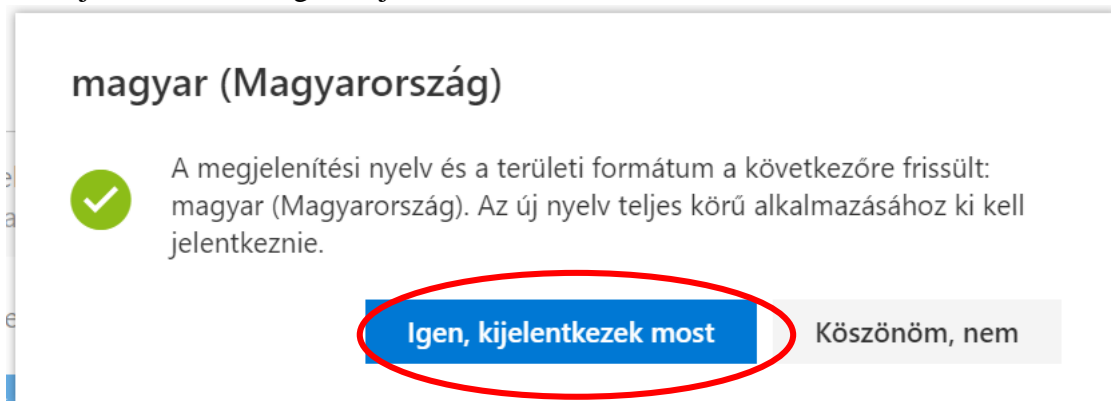 magyar (Magyarország)
A megjelenítési nyelv és a területi formátum a következőre frissült:
magyar (Magyarország). Az új nyelv teljes körű alkalmazásához ki kell
jelentkeznie.
Igen, kijelentkezek most
Köszönöm, nem